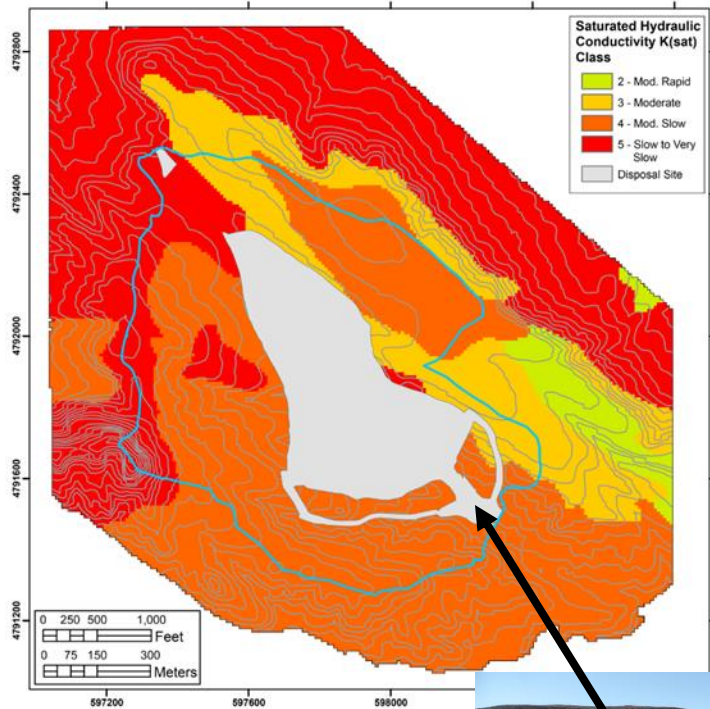 Saturated Hydraulic
Conductivity K(sat)
Class
2 - Mod. Rapid
3 - Moderate
4 - Mod. Slow
5 - Slow to Very
Slow
Disposal Site
4792800
4792400
4792000
4791600
4791200
0 250 500 1,000
Feet
0 75 150 300
Meters
597200 597600 598000